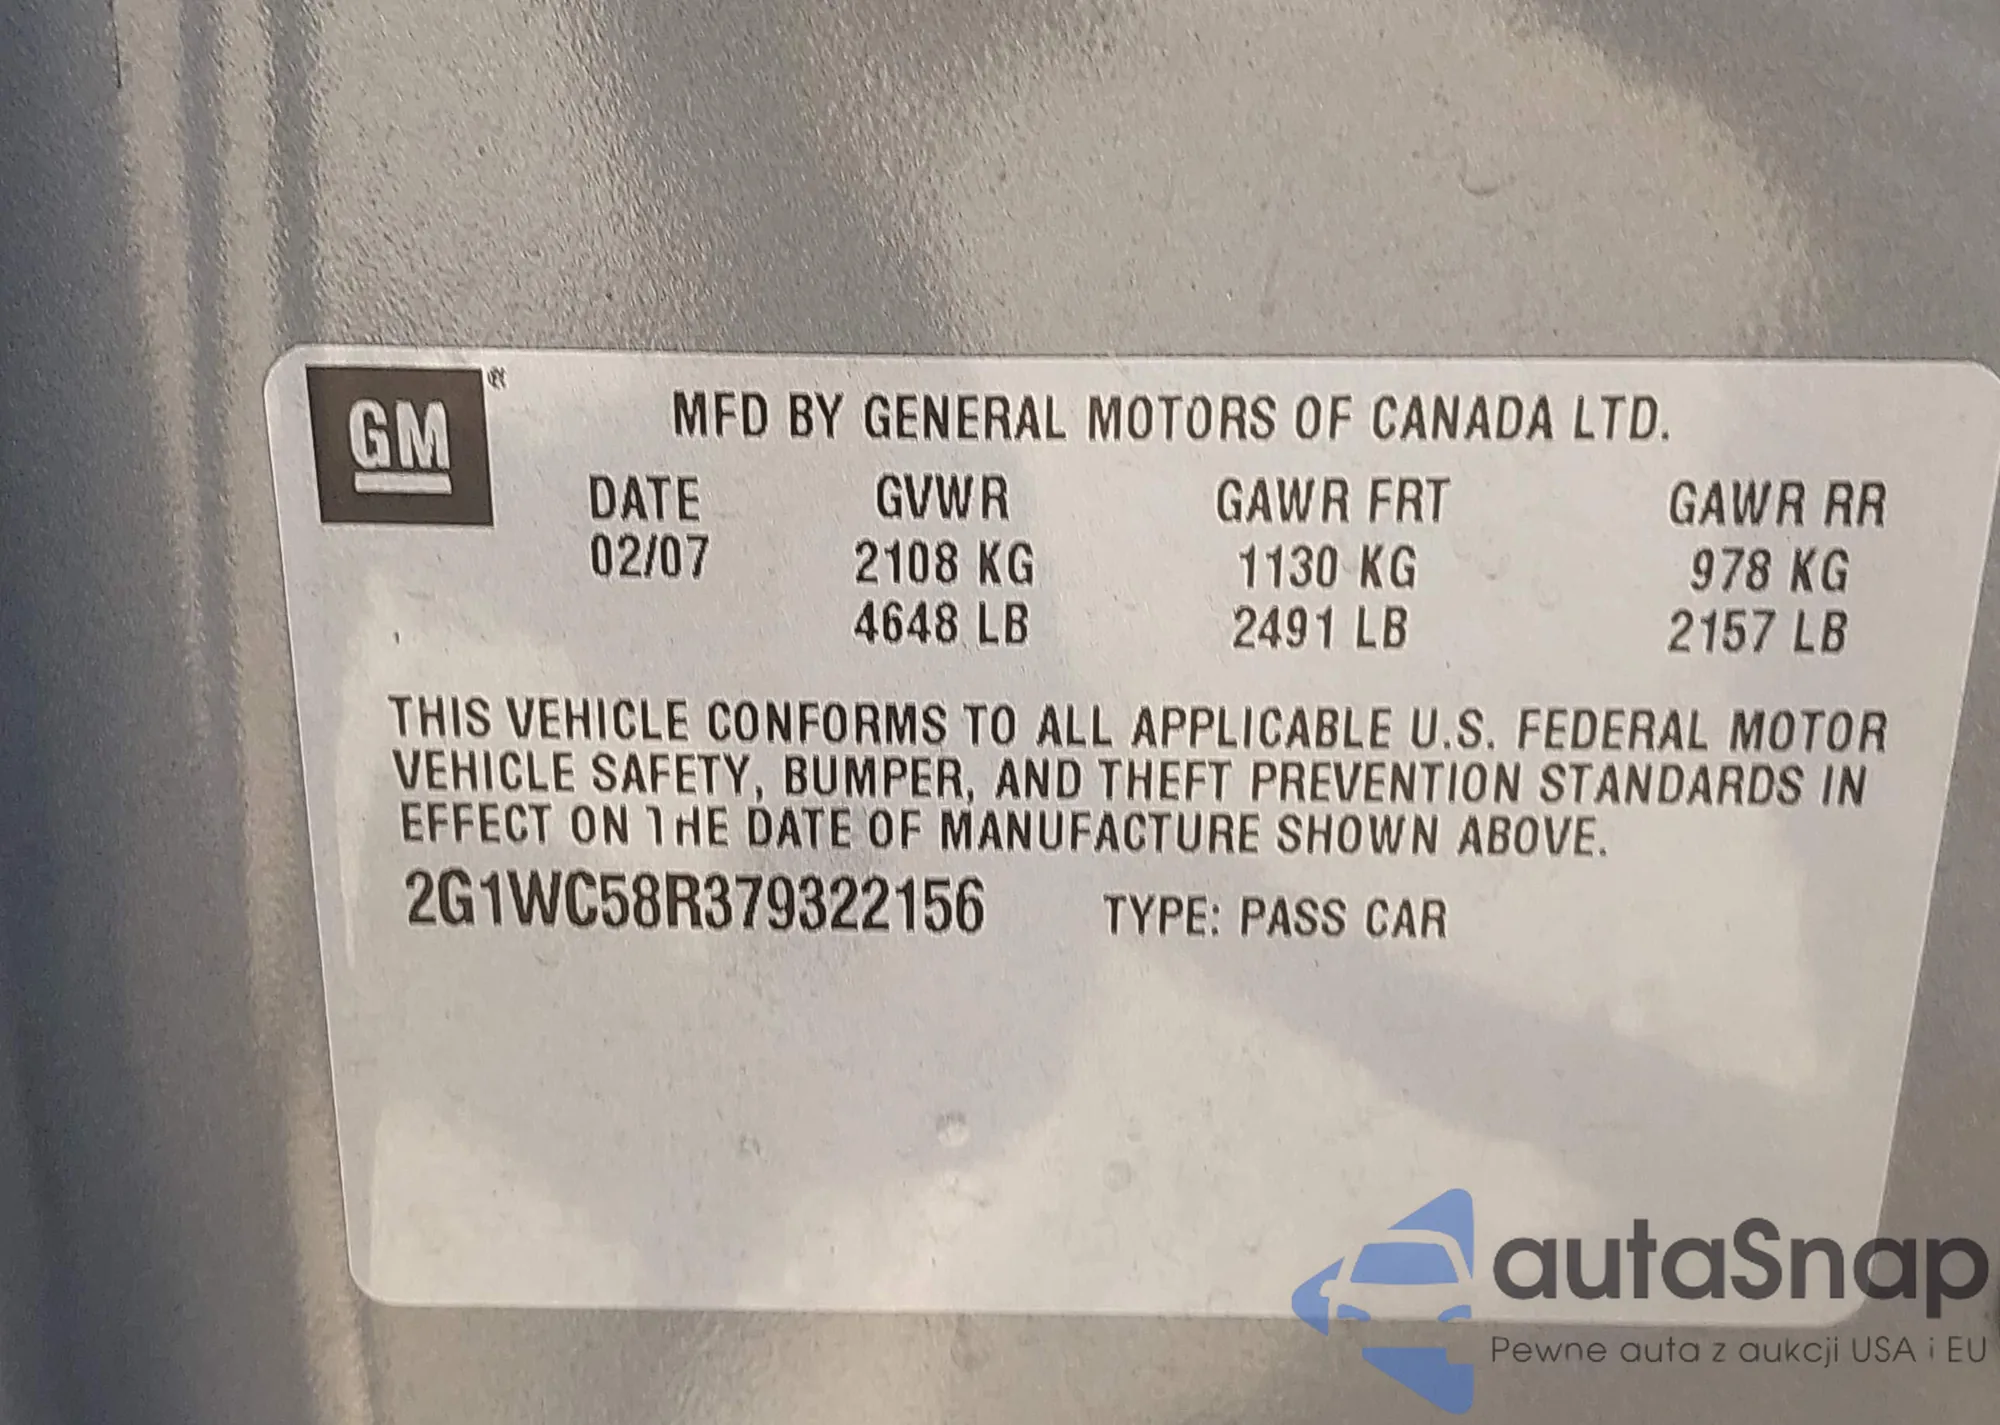 GM ®
MFD BY GENERAL MOTORS OF CANADA LTD.
DATE GVWR GAWR FRT GAWR RR
02/07 2108 KG 1130 KG 978 KG
4648 LB 2491 LB 2157 LB
THIS VEHICLE CONFORMS TO ALL APPLICABLE U.S. FEDERAL MOTOR
VEHICLE SAFETY, BUMPER, AND THEFT PREVENTION STANDARDS IN
EFFECT ON THE DATE OF MANUFACTURE SHOWN ABOVE.
2G1WC58R379322156 TYPE: PASS CAR
autaSnap
Pewne auta z aukcji USA i EU